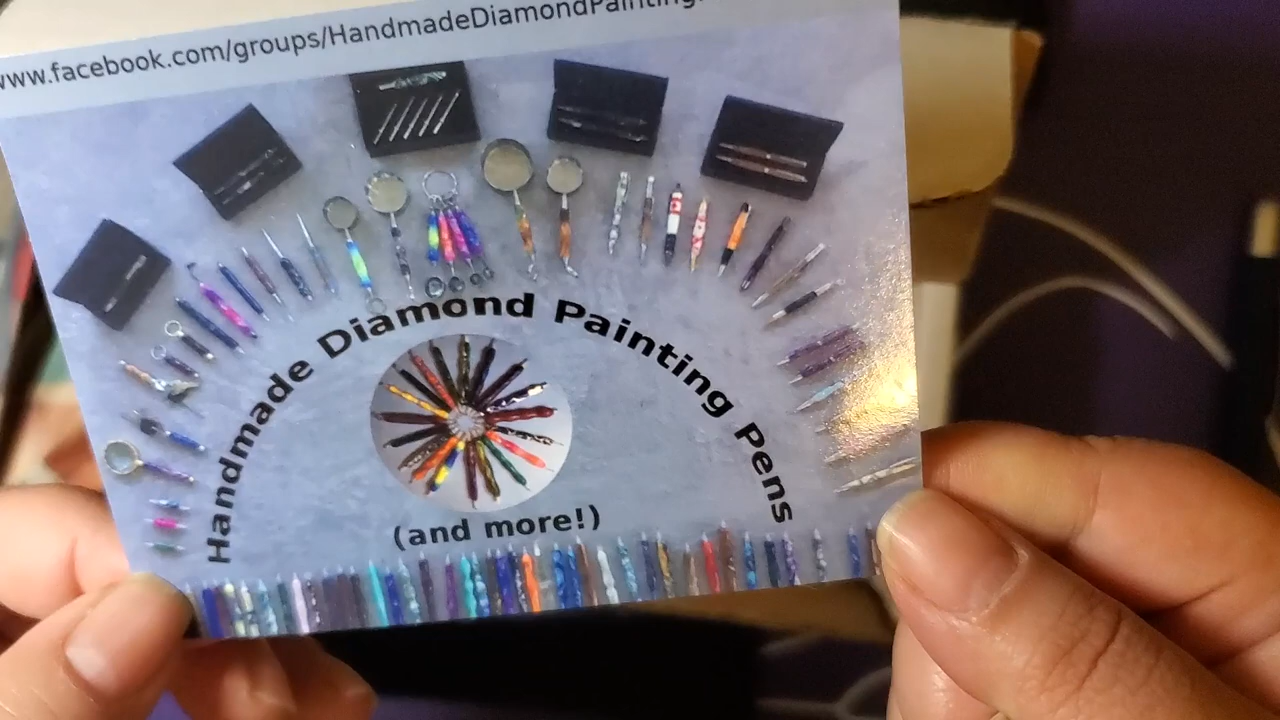 www.facebook.com/groups/HandmadeDiamondPainting
Handmade Diamond Painting Pens
(and more!)